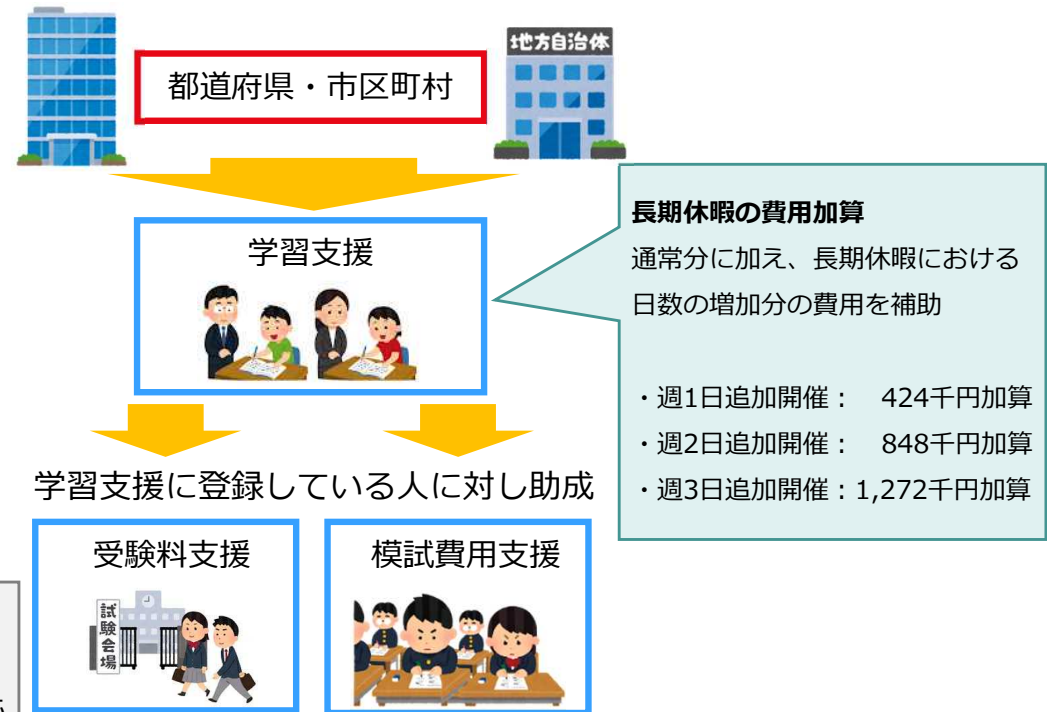 地方自治体
都道府県・市区町村
学習支援
長期休暇の費用加算
通常分に加え、長期休暇における
日数の増加分の費用を補助
・週1日追加開催： 424千円加算
・週2日追加開催： 848千円加算
・週3日追加開催：1,272千円加算
学習支援に登録している人に対し助成
受験料支援
模試費用支援
試験会場